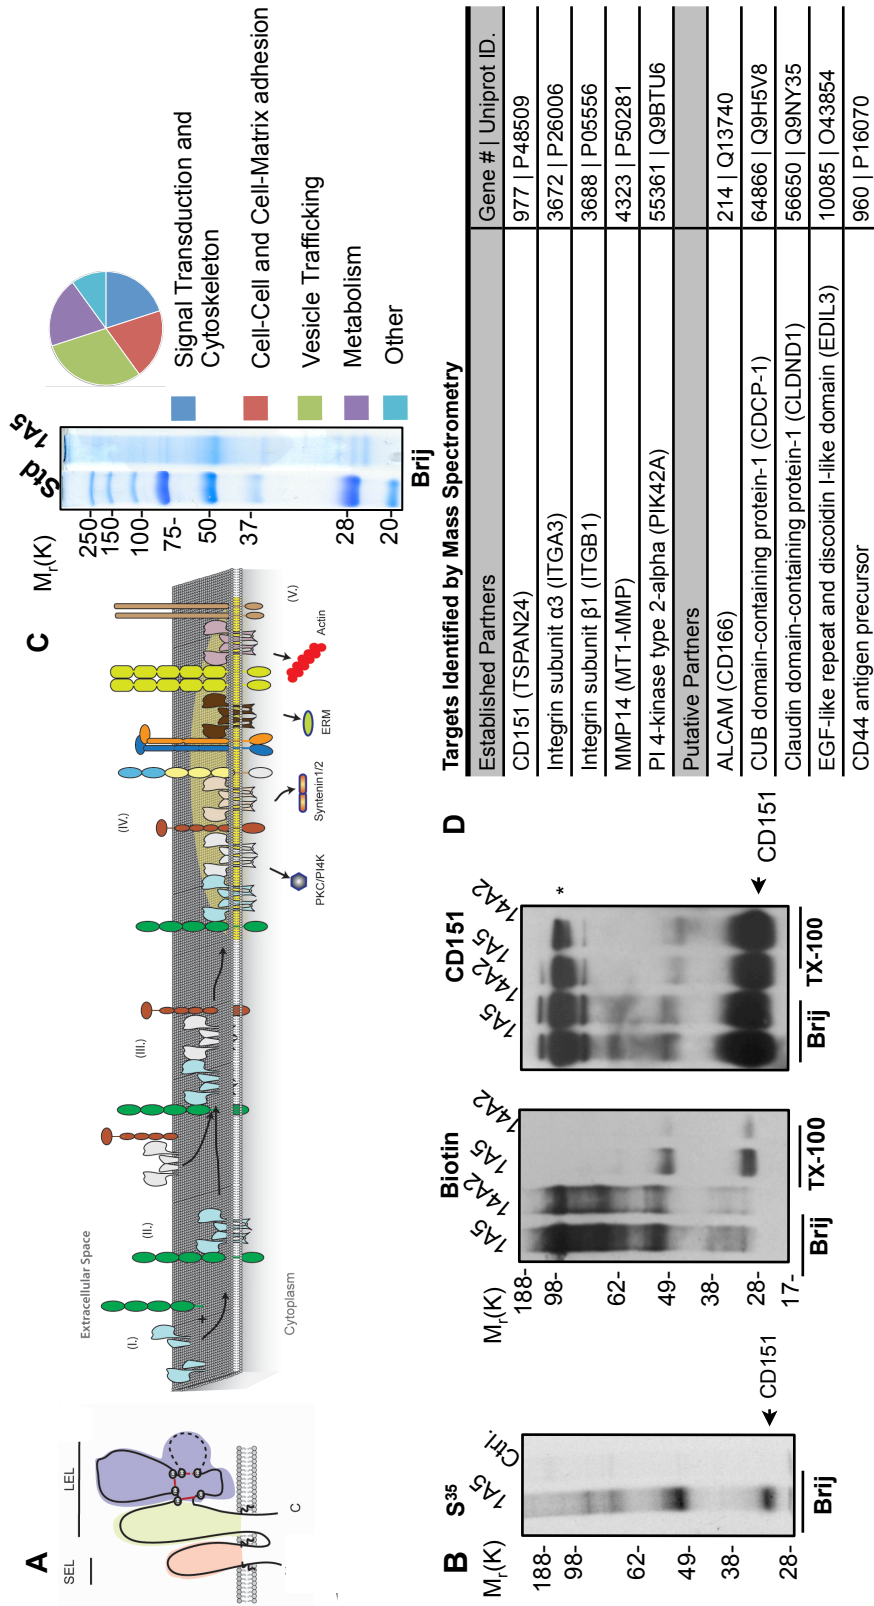 A
SEL
LEL
C
Extracellular Space
Cytoplasm
(I.)
+
(II.)
(III.)
(IV.)
(V.)
PKC/PI4K
Syntenin1/2
ERM
Actin
C
Mr(K)
Std
1A5
250-
150-
100-
75-
50-
37-
28-
20-
Brij
Signal Transduction and
Cytoskeleton
Cell-Cell and Cell-Matrix adhesion
Vesicle Trafficking
Metabolism
Other
B
S35
Mr(K)
1A5
Ctrl.
188-
98-
62-
49-
38-
28-
CD151
Brij
Biotin
Mr(K)
1A5
14A2
1A5
14A2
188-
98-
62-
49-
38-
28-
17-
Brij
TX-100
CD151
1A5
14A2
1A5
14A2
*
CD151
Brij
TX-100
D
Targets Identified by Mass Spectrometry
Established Partners Gene # | Uniprot ID.
CD151 (TSPAN24) 977 | P48509
Integrin subunit α3 (ITGA3) 3672 | P26006
Integrin subunit β1 (ITGB1) 3688 | P05556
MMP14 (MT1-MMP) 4323 | P50281
PI 4-kinase type 2-alpha (PIK42A) 55361 | Q9BTU6
Putative Partners
ALCAM (CD166) 214 | Q13740
CUB domain-containing protein-1 (CDCP-1) 64866 | Q9H5V8
Claudin domain-containing protein-1 (CLDND1) 56650 | Q9NY35
EGF-like repeat and discoidin I-like domain (EDIL3) 10085 | O43854
CD44 antigen precursor 960 | P16070